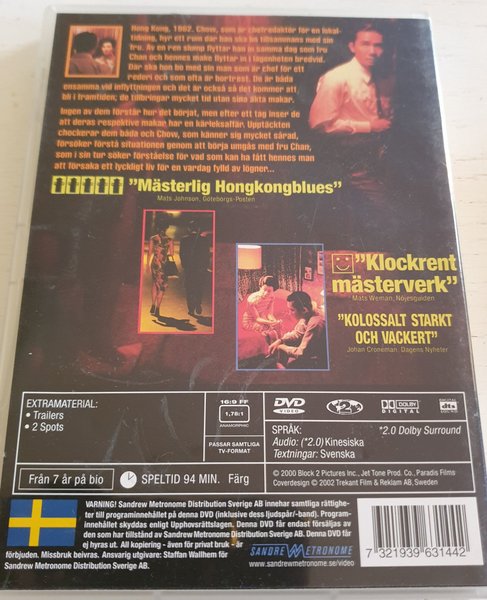 Hong Kong, 1962. Chow, som är chefredaktör för en lokal-
tidning, hyr ett rum där han ska bo tillsammans med sin
fru. Av en ren slump flyttar han in samma dag som fru
Chan och hennes make flyttar in i lägenheten bredvid.
Där ska hon bo med sin man som är chef för ett
rederi och som ofta är bortrest. De är båda
ensamma vid inflyttningen och det är också så det kommer att
bli i framtiden; de tillbringar mycket tid utan sina äkta makar.
Ingen av dem förstår hur det börjat, men efter ett tag inser de
att deras respektive makar har en kärleksaffär. Upptäckten
chockerar dem båda och Chow, som känner sig mycket sårad,
försöker förstå situationen genom att börja umgås med fru Chan,
som i sin tur söker förståelse för vad som kan ha fått hennes man
att försaka ett lyckligt liv för en vardag fylld av lögner...
"Mästerlig Hongkongblues"
Mats Johnson, Göteborgs-Posten
"Klockrent
mästerverk"
Mats Weman, Nöjesguiden
"KOLOSSALT STARKT
OCH VACKERT"
Johan Croneman, Dagens Nyheter
EXTRAMATERIAL:
• Trailers
• 2 Spots
16:9 FF
1,78:1
ANAMORPHIC
PASSAR SAMTLIGA
TV-FORMAT
DVD
VIDEO
2
DOLBY
DIGITAL
dts
SPRÅK: *2.0 Dolby Surround
Audio: (*2.0) Kinesiska
Textningar: Svenska
Från 7 år på bio
SPELTID 94 MIN. Färg
© 2000 Block 2 Pictures Inc., Jet Tone Prod. Co., Paradis Films
Coverdesign © 2002 Trekant Film & Reklam AB, Sweden
VARNING! Sandrew Metronome Distribution Sverige AB innehar samtliga rättighe-
ter till programinnehållet på denna DVD (inklusive dess ljudspår/-band). Program-
innehållet skyddas enligt Upphovsrättslagen. Denna DVD får endast försäljas av
den som har tillstånd av Sandrew Metronome Distribution Sverige AB. Denna DVD får
ej hyras ut. All kopiering - även för privat bruk - är
förbjuden. Missbruk beivras. Ansvarig utgivare: Staffan Wallhem för
Sandrew Metronome Distribution Sverige AB.
SANDREW METRONOME
www.sandrewmetronome.se/video
7 321939 631442